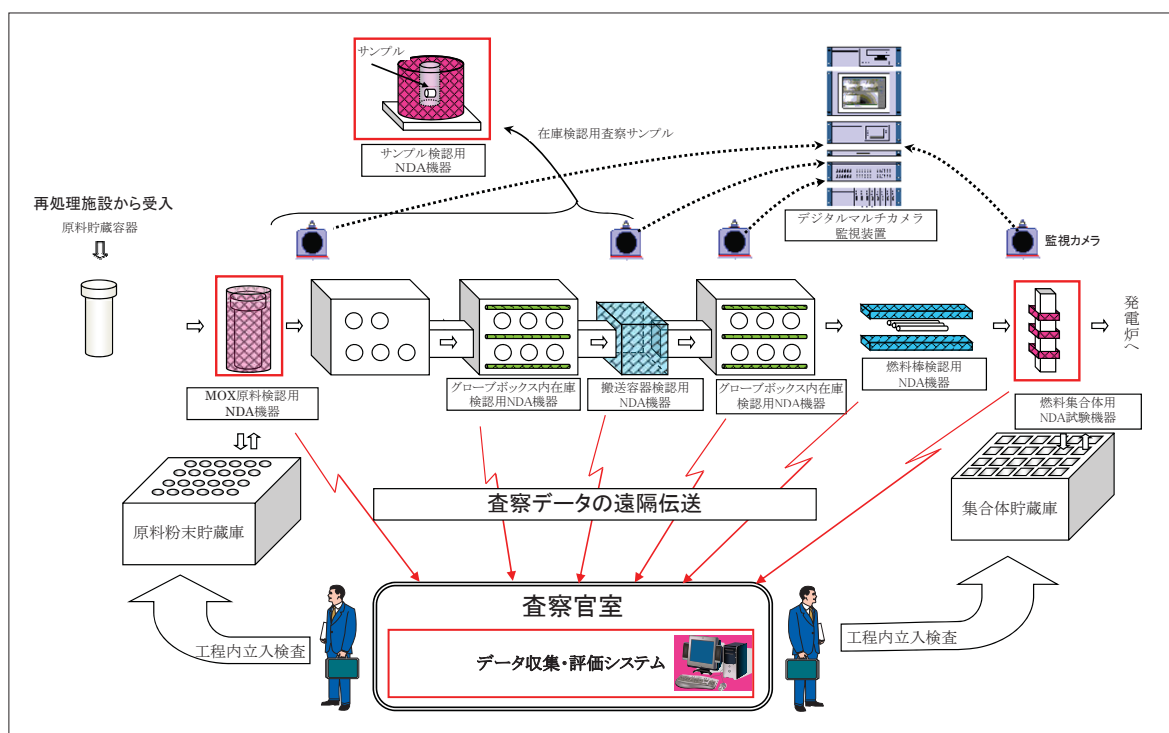 サンプル
在庫検認用査察サンプル
サンプル検認用
NDA機器
再処理施設から受入
原料貯蔵容器
デジタルマルチカメラ
監視装置
監視カメラ
発電炉へ
MOX原料検認用
NDA機器
グローブボックス内在庫
検認用NDA機器
搬送容器検認用
NDA機器
グローブボックス内在庫
検認用NDA機器
燃料棒検認用
NDA機器
燃料集合体用
NDA試験機器
査察データの遠隔伝送
原料粉末貯蔵庫
集合体貯蔵庫
査察官室
データ収集・評価システム
工程内立入検査
工程内立入検査